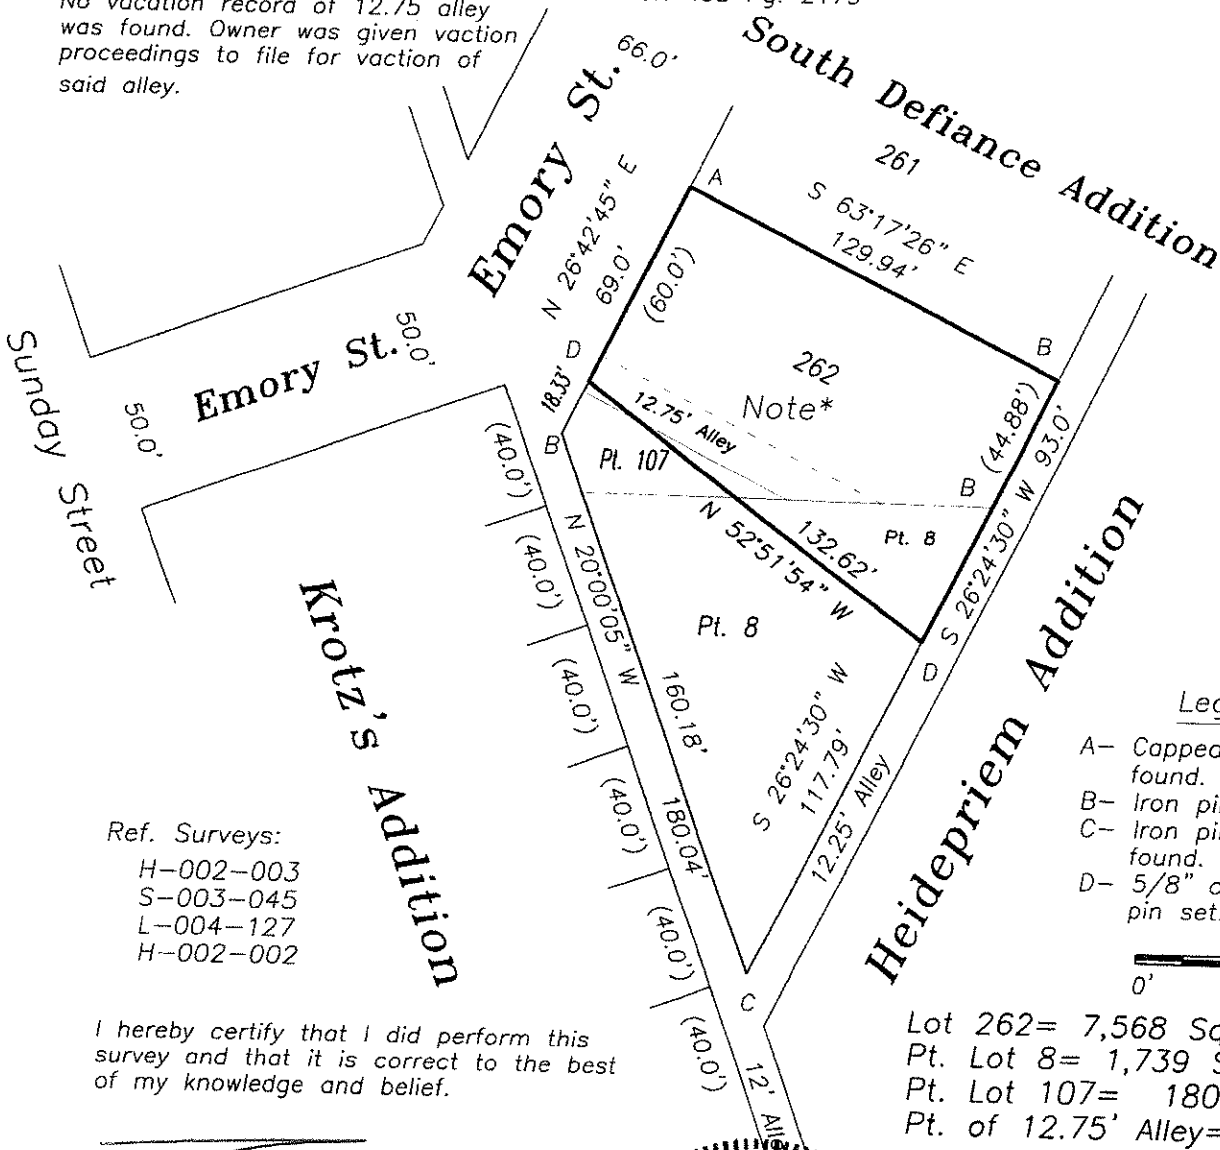 No vacation record of 12.75 alley
was found. Owner was given vaction
proceedings to file for vaction of
said alley.
66.0'
South Defiance Addition
Emory St.
261
A
S 63°17'26" E
129.94'
N 26°42'45" E
69.0'
(60.0')
B
D
262
Note*
(44.88')
Sunday Street
50.0'
Emory St.
50.0'
18.33'
12.75' Alley
S 26°24'30" W 93.0'
B
Pt. 107
B
(40.0')
N 52°51'54" W
132.62'
Pt. 8
N 20°00'05" W
(40.0')
Pt. 8
D
Krotz's Addition
(40.0')
160.18'
S 26°24'30" W
117.79'
Heidepriem Addition
(40.0')
180.04'
12.25' Alley
A- Capped
found.
B- Iron
C- Iron
found.
D- 5/8"
pin set.
0'
Ref. Surveys:
H-002-003
S-003-045
L-004-127
H-002-002
(40.0')
C
(40.0')
12'
I hereby certify that I did perform this
survey and that it is correct to the best
of my knowledge and belief.
Lot 262= 7,568
Pt. Lot 8= 1,739
Pt. Lot 107= 180
Pt. of 12.75' Alley=